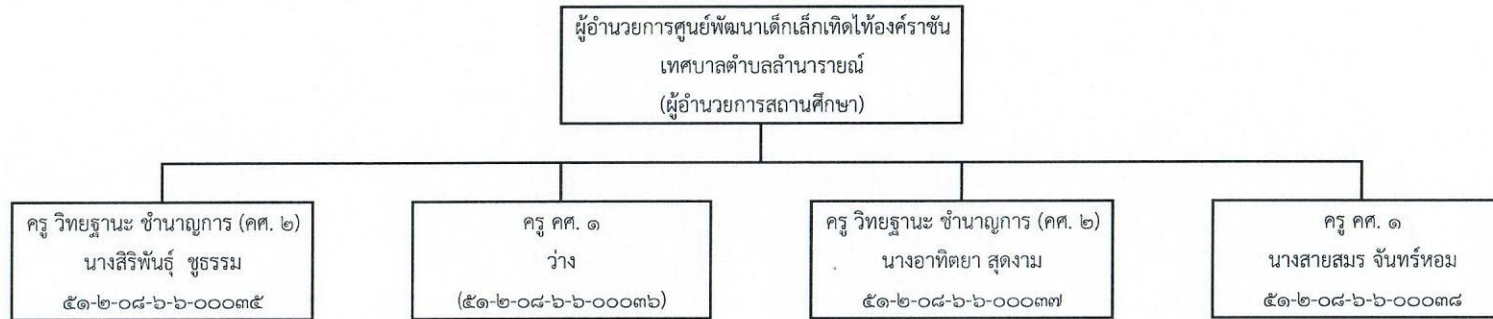 ผู้อำนวยการศูนย์พัฒนาเด็กเล็กเทิดไท้องค์ราชัน
เทศบาลตำบลลำนารายณ์
(ผู้อำนวยการสถานศึกษา)
ครู วิทยฐานะ ชำนาญการ (คศ. ๒)
นางสิริพันธุ์ ชูธรรม
๕๑-๒-๐๘-๖-๖-๐๐๐๓๕
ครู คศ. ๑
ว่าง
(๕๑-๒-๐๘-๖-๖-๐๐๐๓๖)
ครู วิทยฐานะ ชำนาญการ (คศ. ๒)
นางอาทิตยา สุดงาม
๕๑-๒-๐๘-๖-๖-๐๐๐๓๗
ครู คศ. ๑
นางสายสมร จันทร์หอม
๕๑-๒-๐๘-๖-๖-๐๐๐๓๘